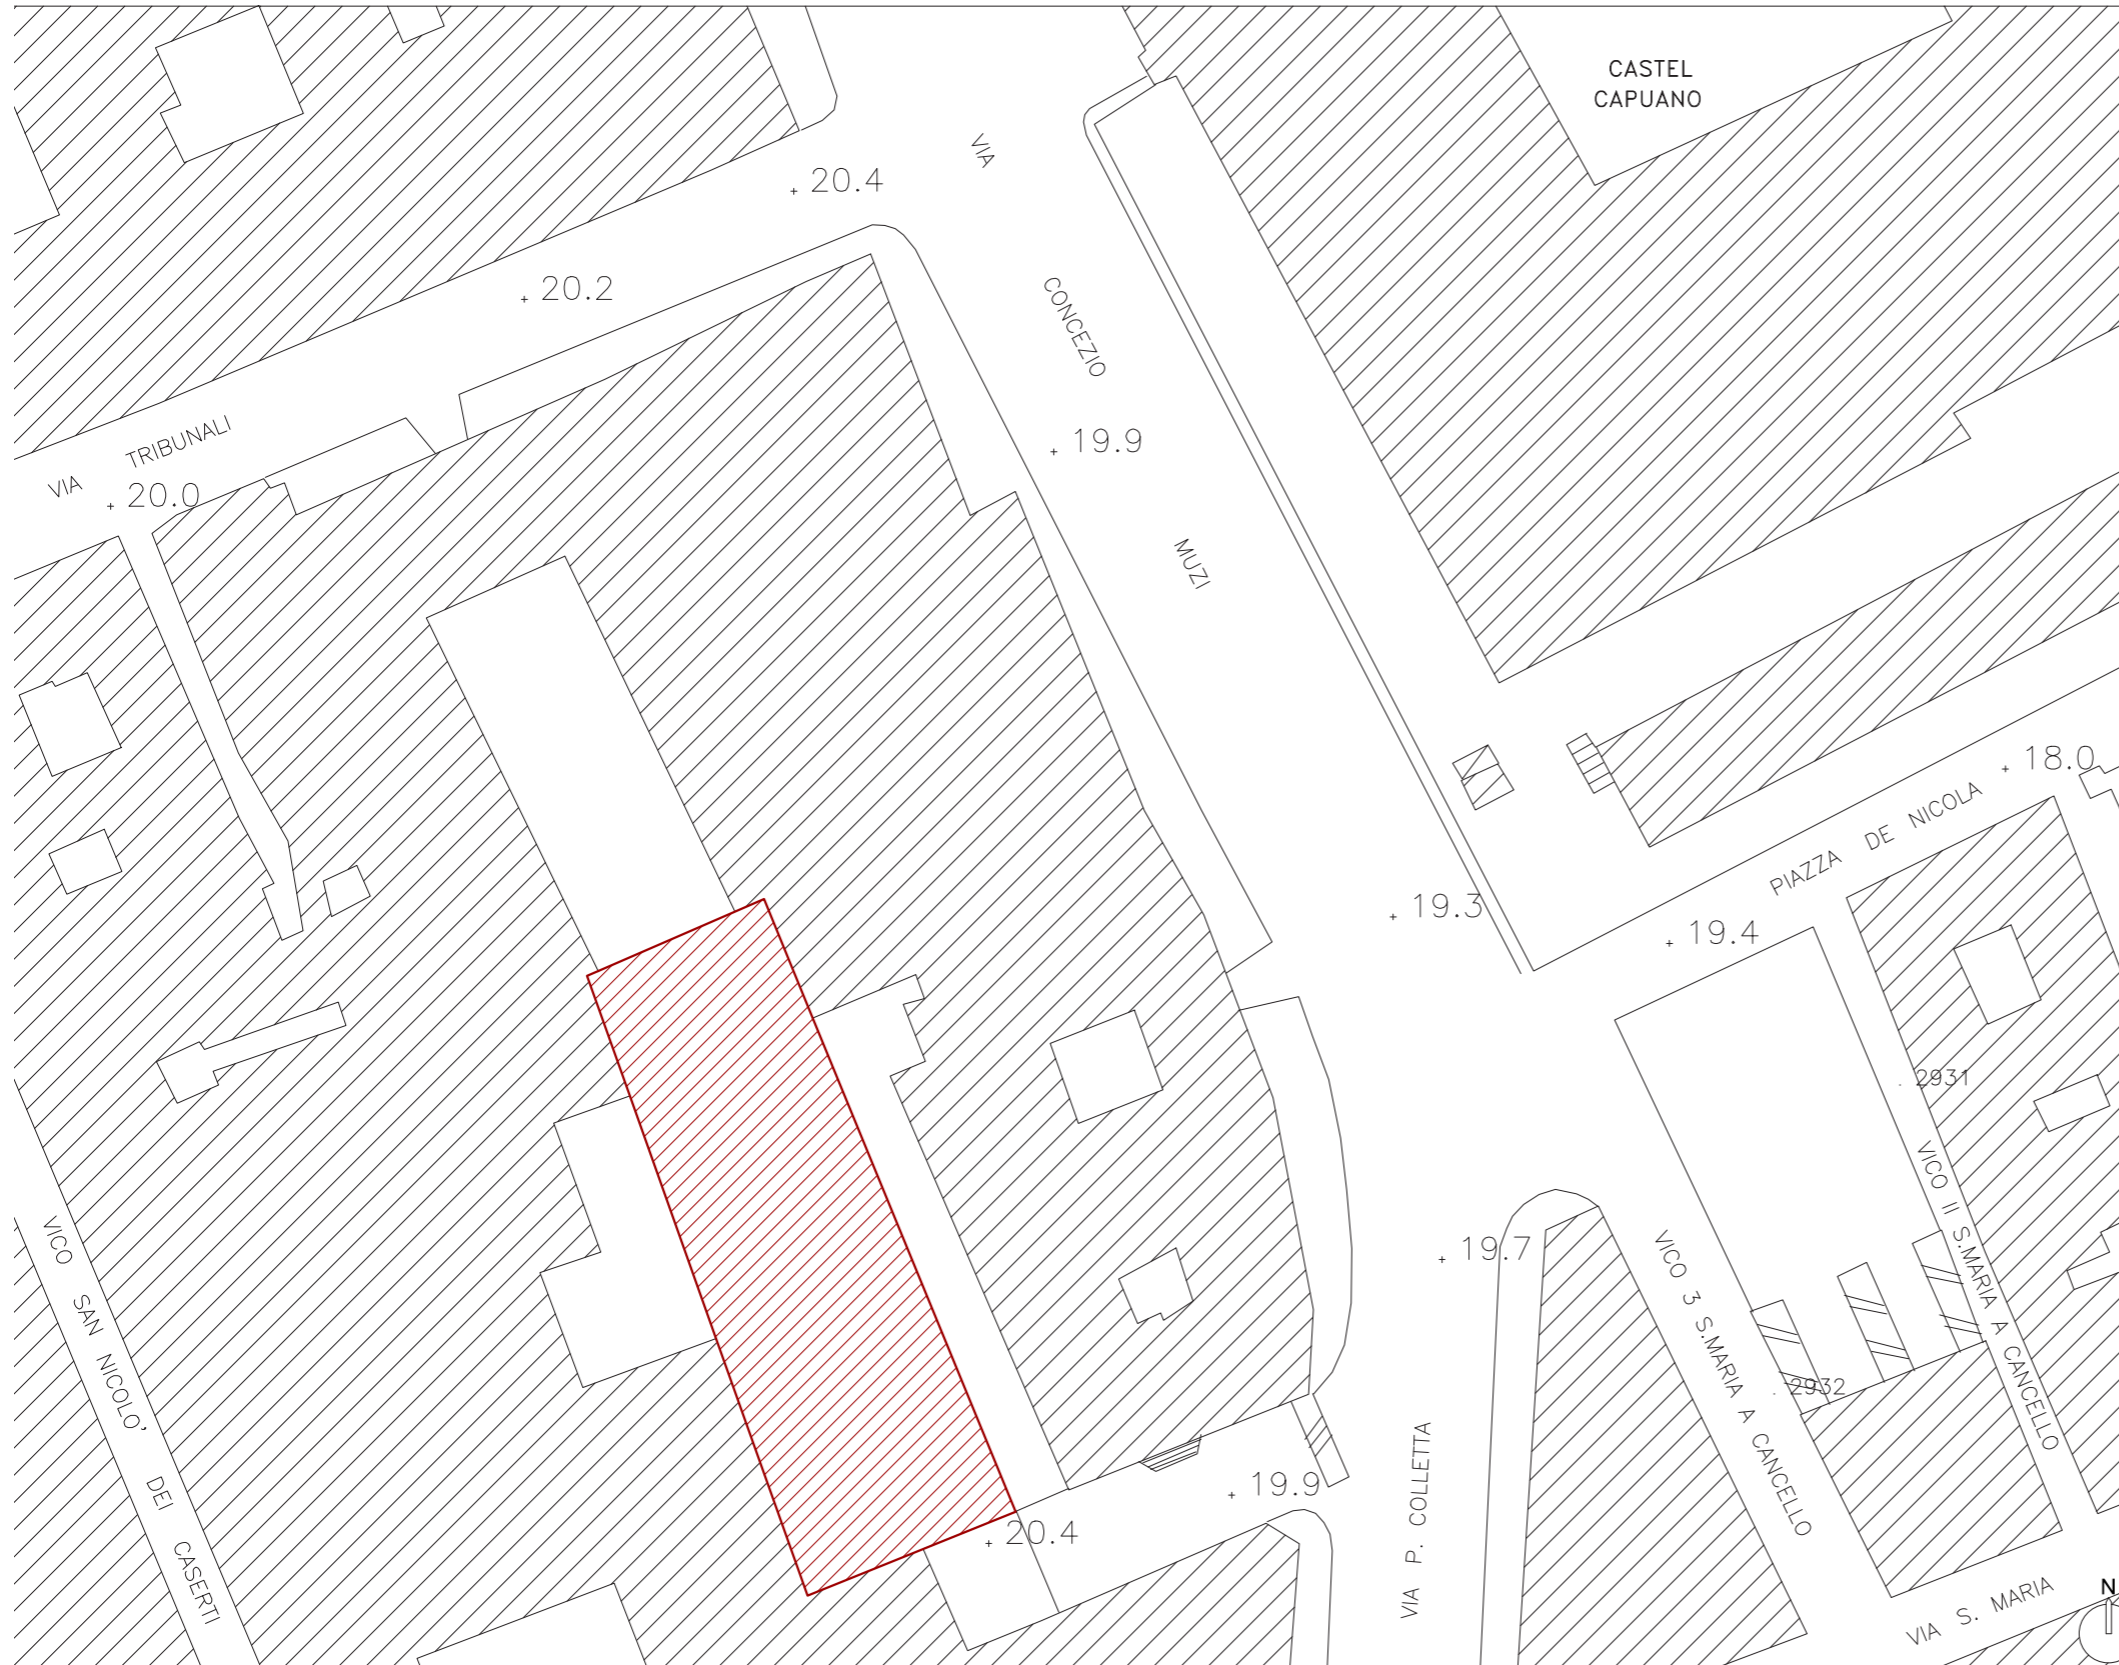 CASTEL
CAPUANO
20.4
VIA
CONCEZIO
MUZI
20.2
19.9
VIA TRIBUNALI
20.0
18.0
PIAZZA DE NICOLA
19.3
19.4
2931
VICO II S.MARIA A CANCELLO
19.7
VICO 3 S.MARIA A CANCELLO
2932
VICO SAN NICOLO' DEI CASERTI
VIA P. COLLETTA
19.9
20.4
VIA S. MARIA
N